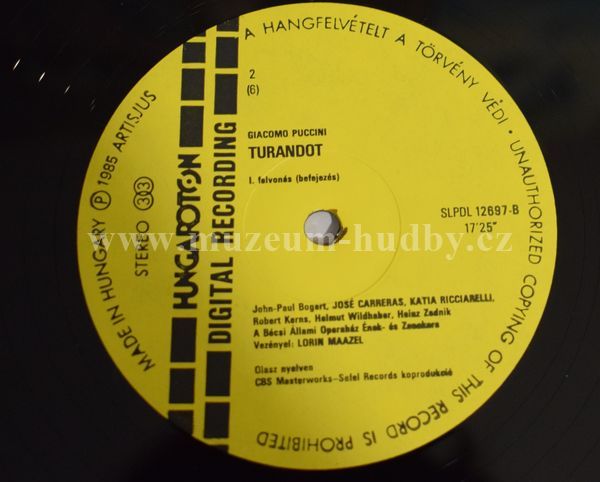 A HANGFELVÉTELT A TÖRVÉNY VÉDI • UNAUTHORIZED COPYING OF THIS RECORD IS PROHIBITED
MADE IN HUNGARY Ⓟ 1985 ARTISJUS
STEREO 303
HUNGAROTON
DIGITAL RECORDING
2
(6)
GIACOMO PUCCINI
TURANDOT
I. felvonás (befejezés)
SLPDL 12697-B
17'25"
www.muzeum-hudby.cz
John-Paul Bogart, JOSÉ CARRERAS, KATIA RICCIARELLI,
Robert Kerns, Helmut Wildhaber, Heinz Zednik
A Bécsi Állami Operaház Ének- és Zenekara
Vezényel: LORIN MAAZEL
Olasz nyelven
CBS Masterworks–Sefel Records koprodukció